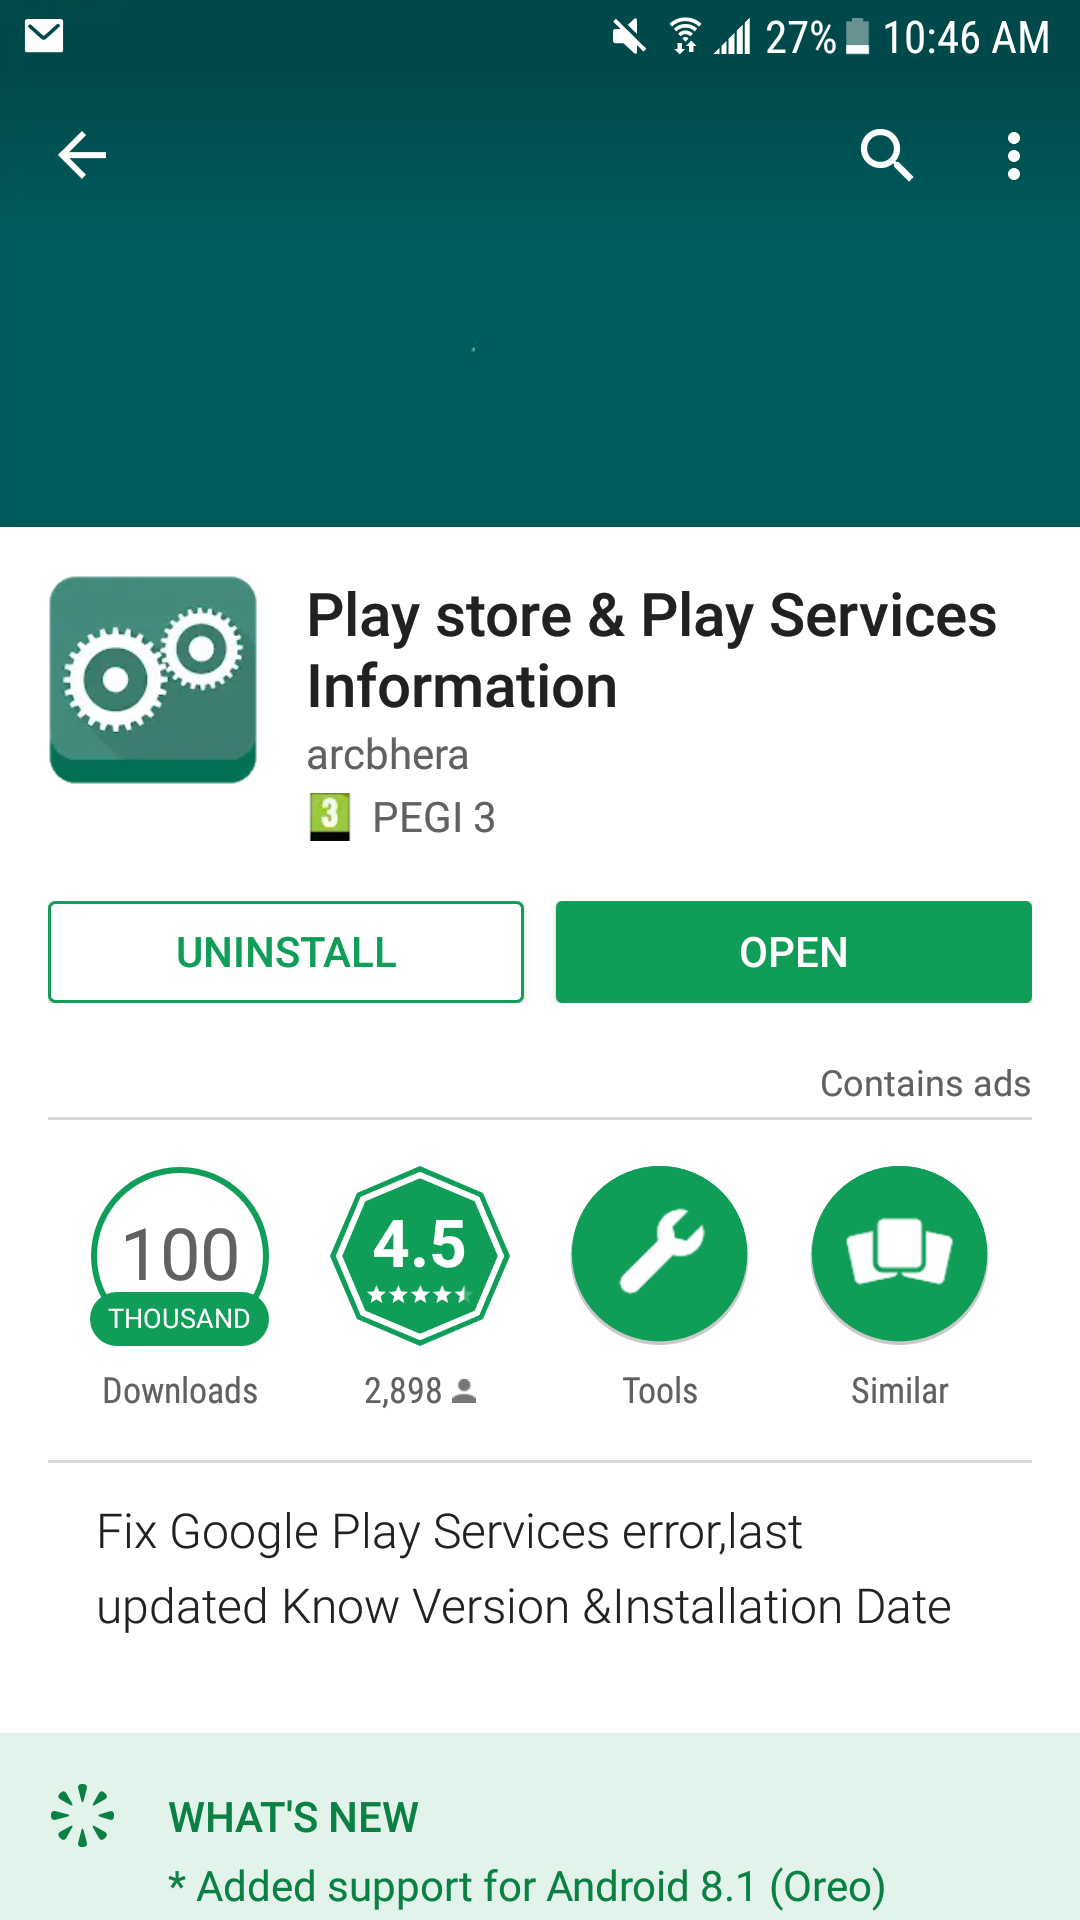 27% 10:46 AM
Play store & Play Services
Information
arcbhera
3 PEGI 3
UNINSTALL OPEN
Contains ads
100 4.5
THOUSAND
Downloads 2,898 Tools Similar
Fix Google Play Services error,last
updated Know Version &Installation Date
WHAT'S NEW
* Added support for Android 8.1 (Oreo)